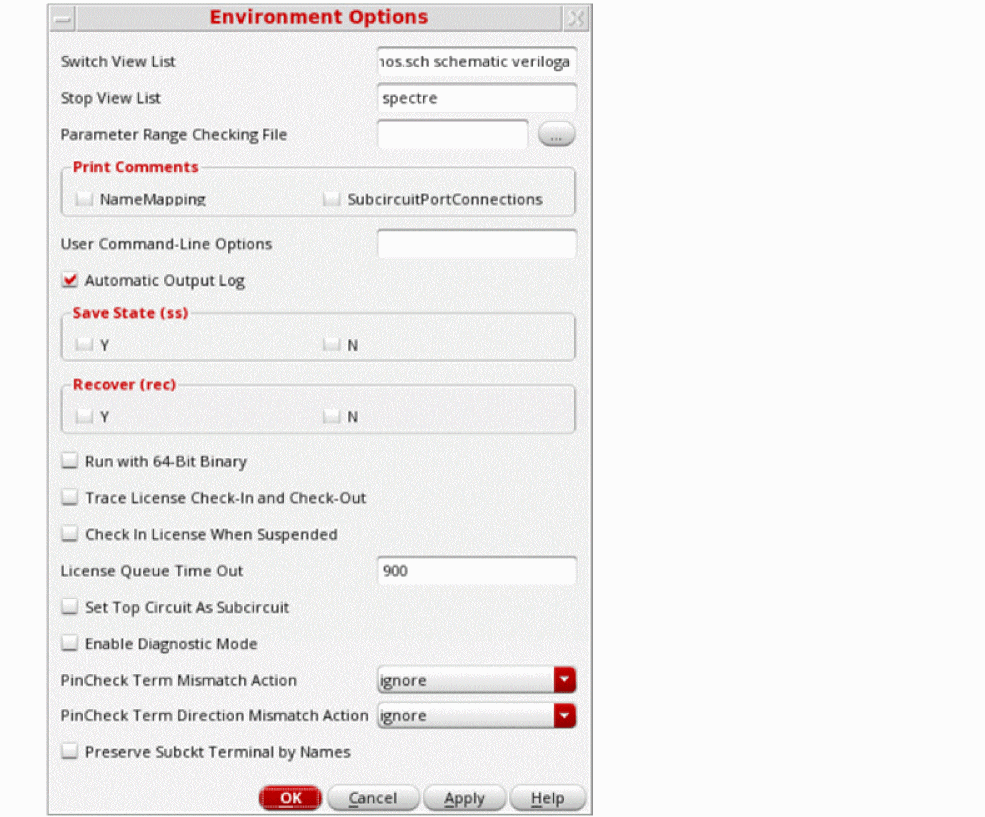 Environment Options
Switch View List nos.sch schematic veriloga
Stop View List spectre
Parameter Range Checking File ...
Print Comments
NameMapping SubcircuitPortConnections
User Command-Line Options
Automatic Output Log
Save State (ss)
Y N
Recover (rec)
Y N
Run with 64-Bit Binary
Trace License Check-In and Check-Out
Check In License When Suspended
License Queue Time Out 900
Set Top Circuit As Subcircuit
Enable Diagnostic Mode
PinCheck Term Mismatch Action ignore
PinCheck Term Direction Mismatch Action ignore
Preserve Subckt Terminal by Names
OK Cancel Apply Help